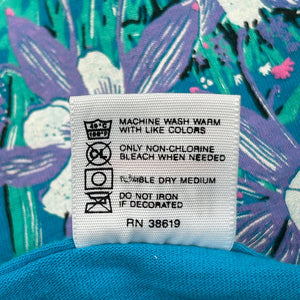 MACHINE WASH WARM
WITH LIKE COLORS
ONLY NON-CHLORINE
BLEACH WHEN NEEDED
DRY MEDIUM
DO NOT IRON
IF DECORATED
RN 38619